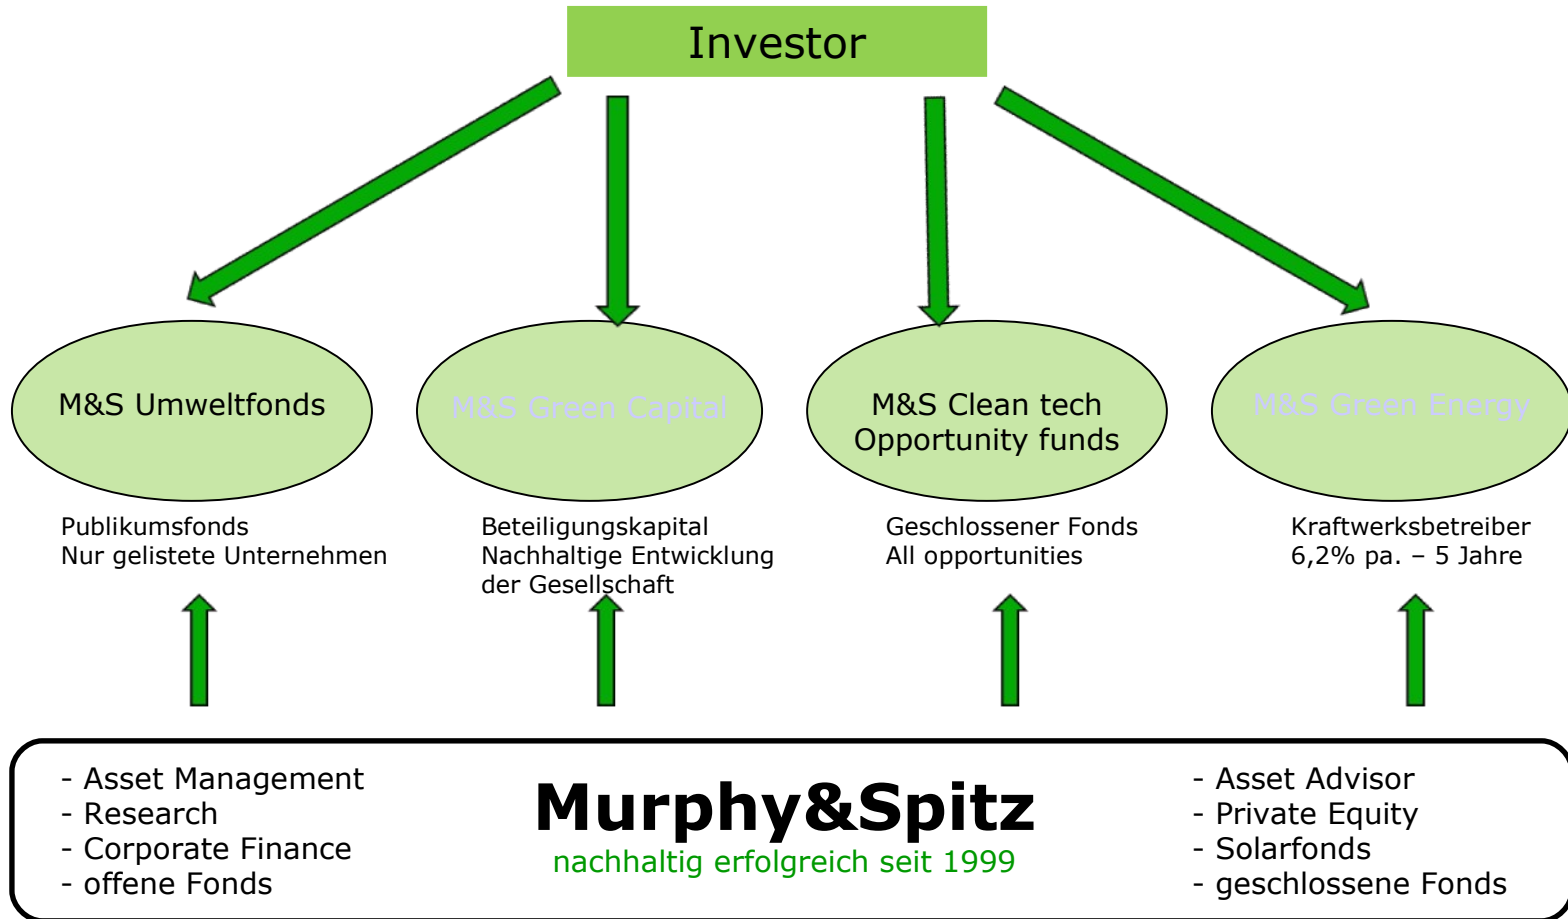 Investor
M&S Umweltfonds
M&S Green Capital
M&S Clean tech
Opportunity funds
M&S Green Energy
Publikumsfonds
Nur gelistete Unternehmen
Beteiligungskapital
Nachhaltige Entwicklung
der Gesellschaft
Geschlossener Fonds
All opportunities
Kraftwerksbetreiber
6,2% pa. – 5 Jahre
- Asset Management
- Research
- Corporate Finance
- offene Fonds
Murphy&Spitz
nachhaltig erfolgreich seit 1999
- Asset Advisor
- Private Equity
- Solarfonds
- geschlossene Fonds